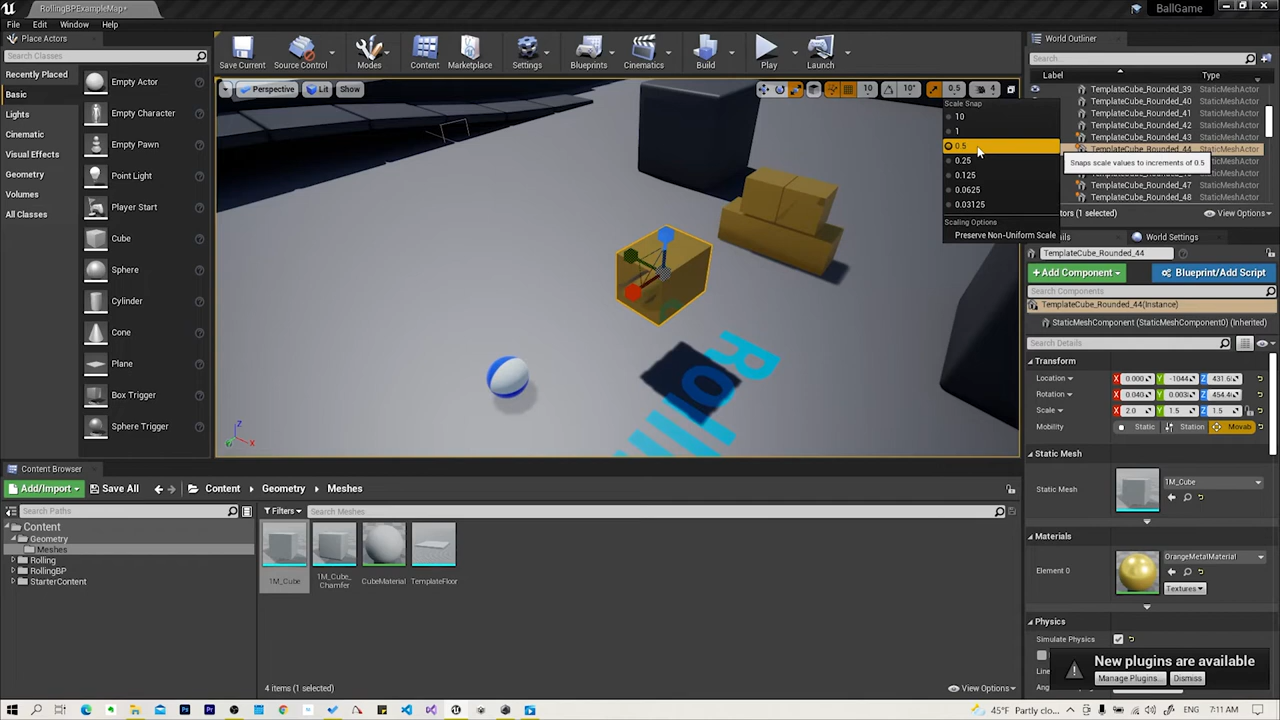 RollingBPExampleMap*
BallGame
File Edit Window Help
Place Actors
Search Classes
Recently Placed
Basic
Lights
Cinematic
Visual Effects
Geometry
Volumes
All Classes
Empty Actor
Empty Character
Empty Pawn
Point Light
Player Start
Cube
Sphere
Cylinder
Cone
Plane
Box Trigger
Sphere Trigger
Save Current Source Control Modes Content Marketplace Settings Blueprints Cinematics Build Play Launch
Perspective Lit Show
10 10° 0.5 4
Scale Snap
10
1
0.5
0.25
0.125
0.0625
0.03125
Scaling Options
Preserve Non-Uniform Scale
Snaps scale values to increments of 0.5
World Outliner
Search...
Label Type
TemplateCube_Rounded_39 StaticMeshActor
TemplateCube_Rounded_40 StaticMeshActor
TemplateCube_Rounded_41 StaticMeshActor
TemplateCube_Rounded_42 StaticMeshActor
TemplateCube_Rounded_43 StaticMeshActor
TemplateCube_Rounded_44 StaticMeshActor
TemplateCube_Rounded_47 StaticMeshActor
TemplateCube_Rounded_48 StaticMeshActor
tors (1 selected) View Options
ails World Settings
TemplateCube_Rounded_44
+Add Component Blueprint/Add Script
Search Components
TemplateCube_Rounded_44(Instance)
StaticMeshComponent (StaticMeshComponent0) (Inherited)
Search Details
Transform
Location X 0.000 Y -1044 Z 431.6
Rotation X 0.040 Y 0.003 Z 454.4
Scale X 2.0 Y 1.5 Z 1.5
Mobility Static Station Movab
Static Mesh
Static Mesh 1M_Cube
Materials
Element 0 OrangeMetalMaterial
Textures
Physics
Simulate Physics
New plugins are available
Manage Plugins... Dismiss
Rolli
Z
X
Content Browser
Add/Import Save All Content Geometry Meshes
Search Paths
Filters Search Meshes
Content
Geometry
Meshes
Rolling
RollingBP
StarterContent
1M_Cube
1M_Cube_Chamfer
CubeMaterial
TemplateFloor
4 items (1 selected) View Options
45°F Partly clo... 7:11 AM